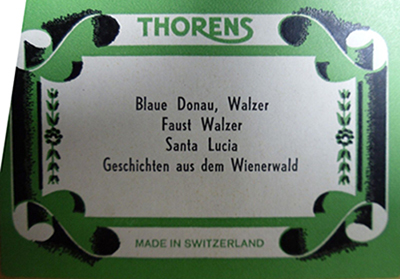 THORENS
Blaue Donau, Walzer
Faust Walzer
Santa Lucia
Geschichten aus dem Wienerwald
MADE IN SWITZERLAND